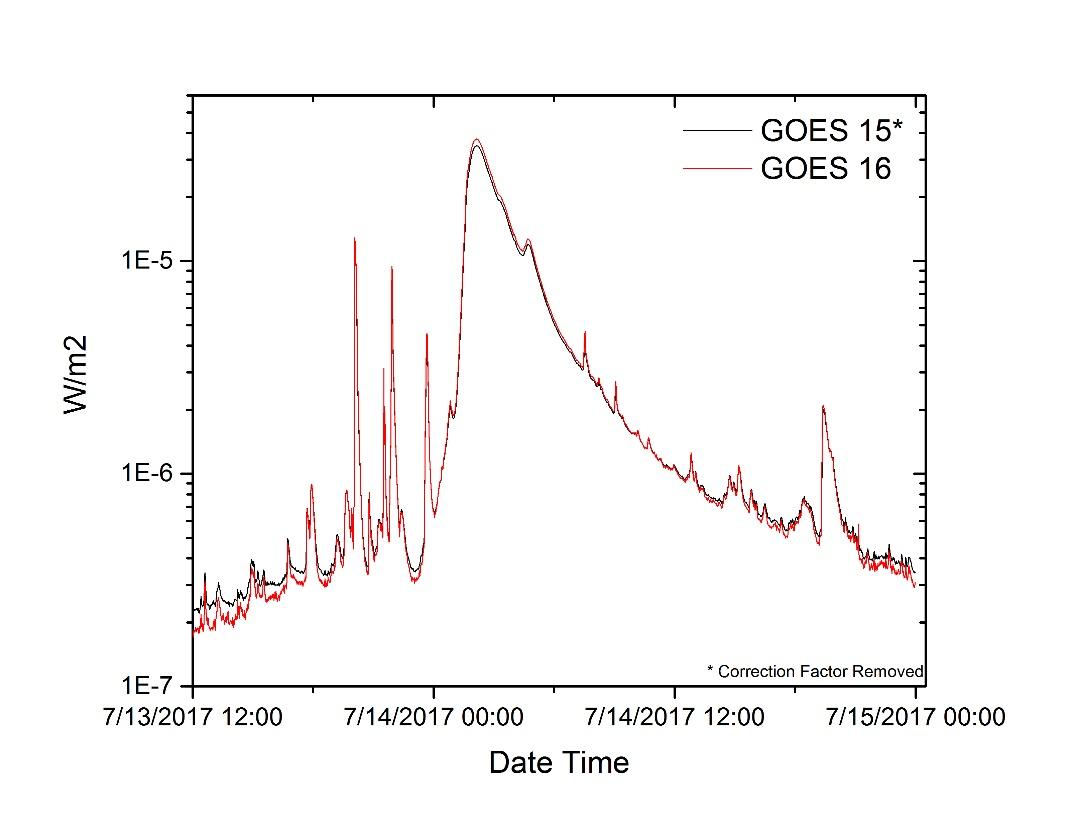 GOES 15*
GOES 16
1E-5
W/m2
1E-6
* Correction Factor Removed
1E-7
7/13/2017 12:00 7/14/2017 00:00 7/14/2017 12:00 7/15/2017 00:00
Date Time